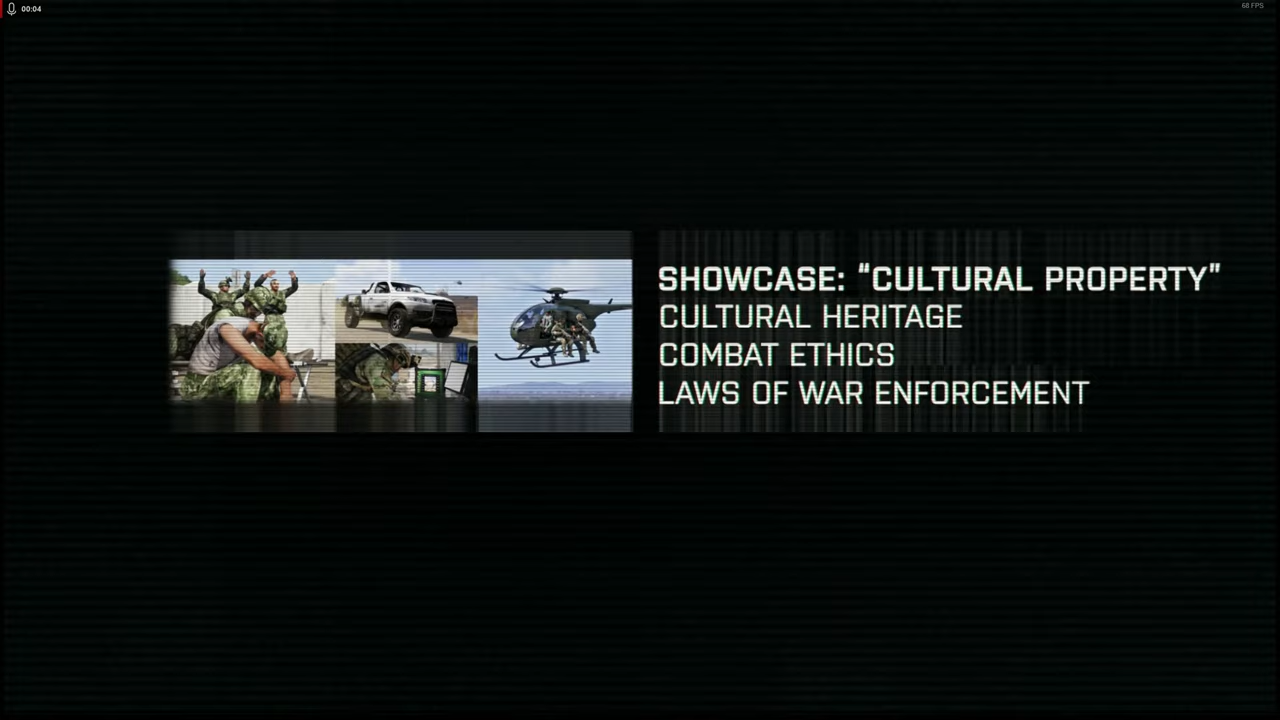 00:04
68 FPS
SHOWCASE: "CULTURAL PROPERTY"
CULTURAL HERITAGE
COMBAT ETHICS
LAWS OF WAR ENFORCEMENT